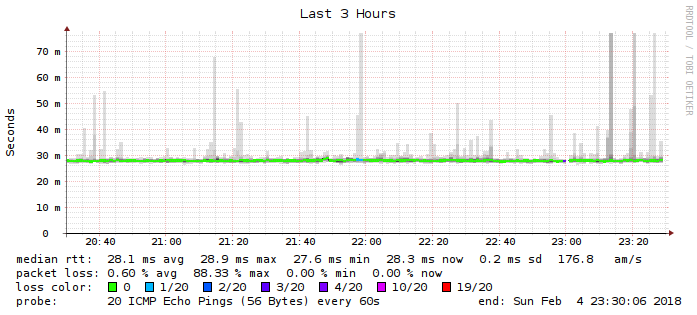 Last 3 Hours
RRDTOOL / TOBI OETIKER
Seconds
70 m
60 m
50 m
40 m
30 m
20 m
10 m
0
20:40 21:00 21:20 21:40 22:00 22:20 22:40 23:00 23:20
median rtt: 28.1 ms avg 28.9 ms max 27.6 ms min 28.3 ms now 0.2 ms sd 176.8 am/s
packet loss: 0.60 % avg 88.33 % max 0.00 % min 0.00 % now
loss color: 0 1/20 2/20 3/20 4/20 10/20 19/20
probe: 20 ICMP Echo Pings (56 Bytes) every 60s end: Sun Feb 4 23:30:06 2018